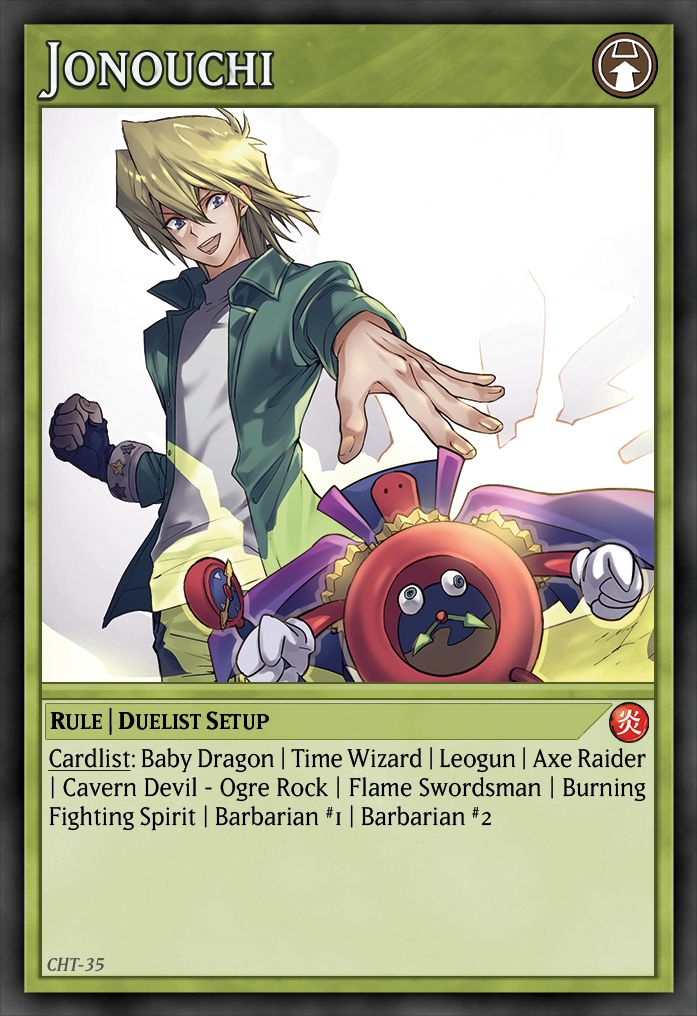 Jonouchi
Rule | Duelist Setup
炎
Cardlist: Baby Dragon | Time Wizard | Leogun | Axe Raider
| Cavern Devil - Ogre Rock | Flame Swordsman | Burning
Fighting Spirit | Barbarian #1 | Barbarian #2
CHT-35